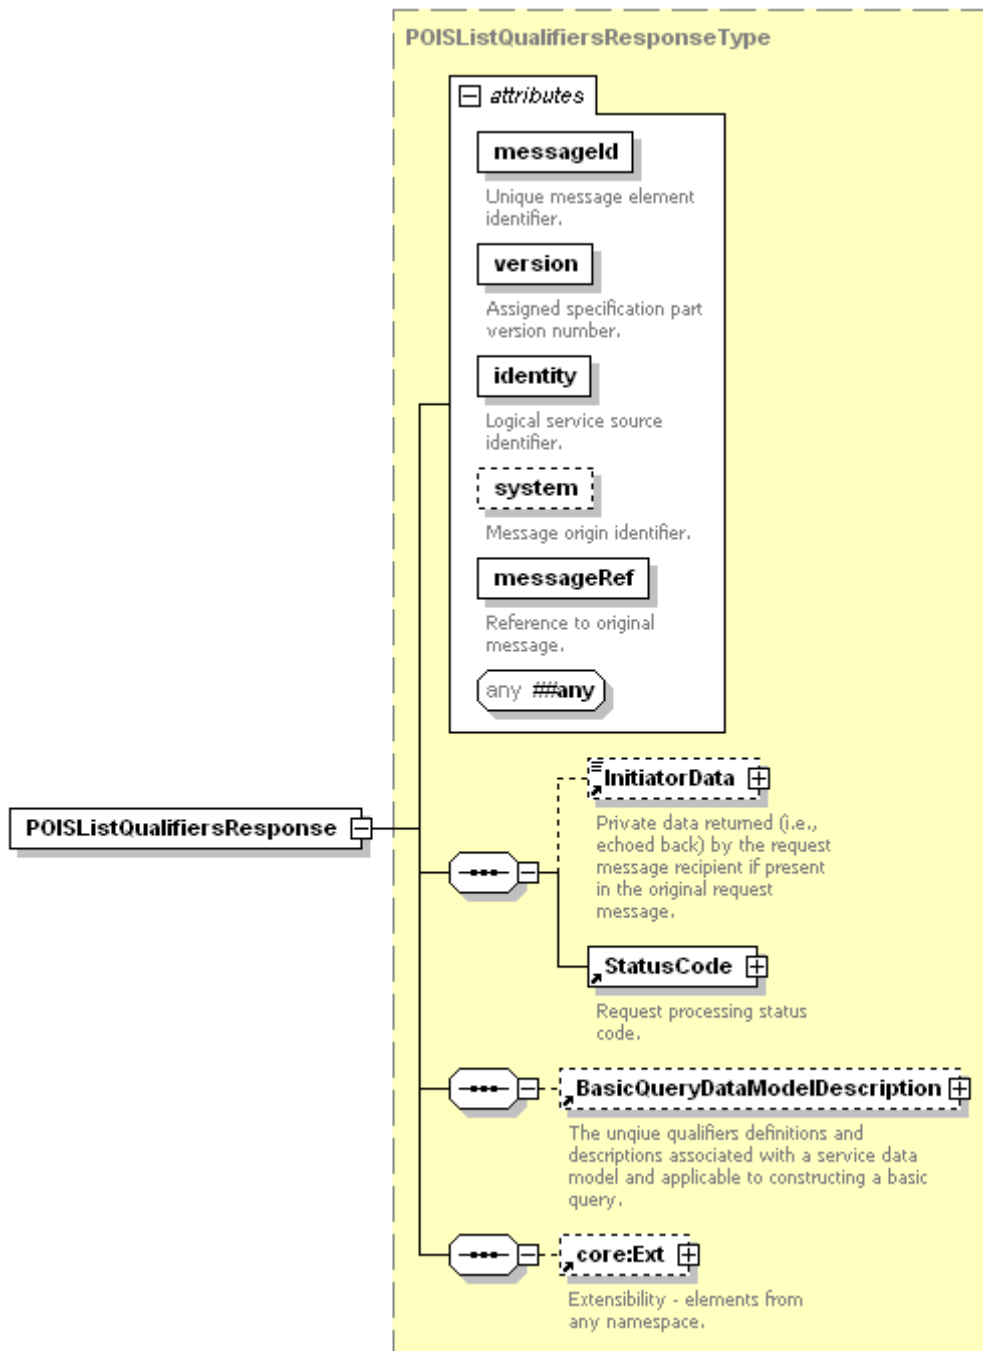 POISListQualifiersResponseType
attributes
messageId
Unique message element
identifier.
version
Assigned specification part
version number.
identity
Logical service source
identifier.
system
Message origin identifier.
messageRef
Reference to original
message.
any ##any
POISListQualifiersResponse
InitiatorData
Private data returned (i.e.,
echoed back) by the request
message recipient if present
in the original request
message.
StatusCode
Request processing status
code.
BasicQueryDataModelDescription
The unqiue qualifiers definitions and
descriptions associated with a service data
model and applicable to constructing a basic
query.
core:Ext
Extensibility - elements from
any namespace.